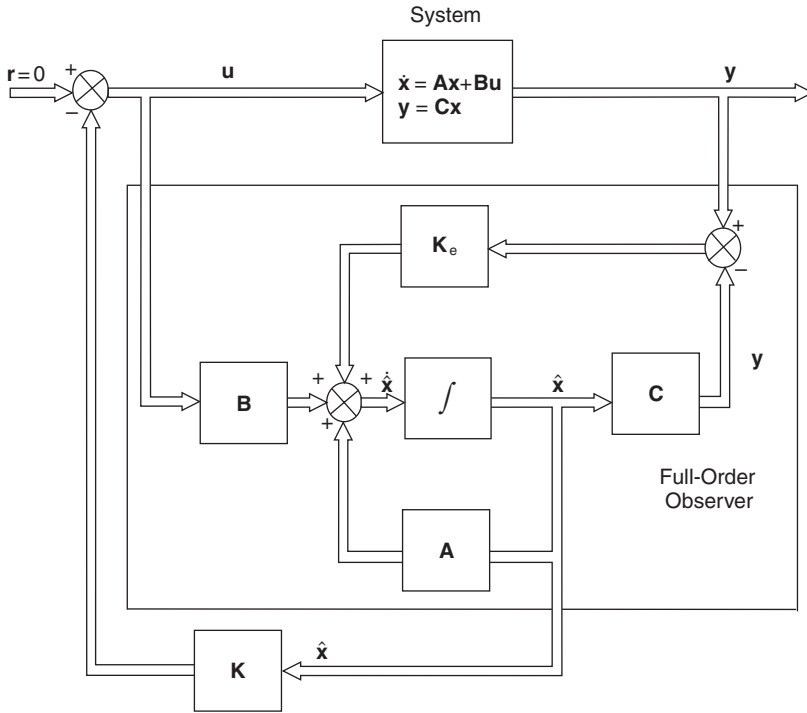 System
r = 0
+
−
u
ẋ = Ax+Bu
y = Cx
y
+
−
Kₑ
y
B
+
+
+
x̂̇
∫
x̂
C
Full-Order
Observer
A
K
x̂